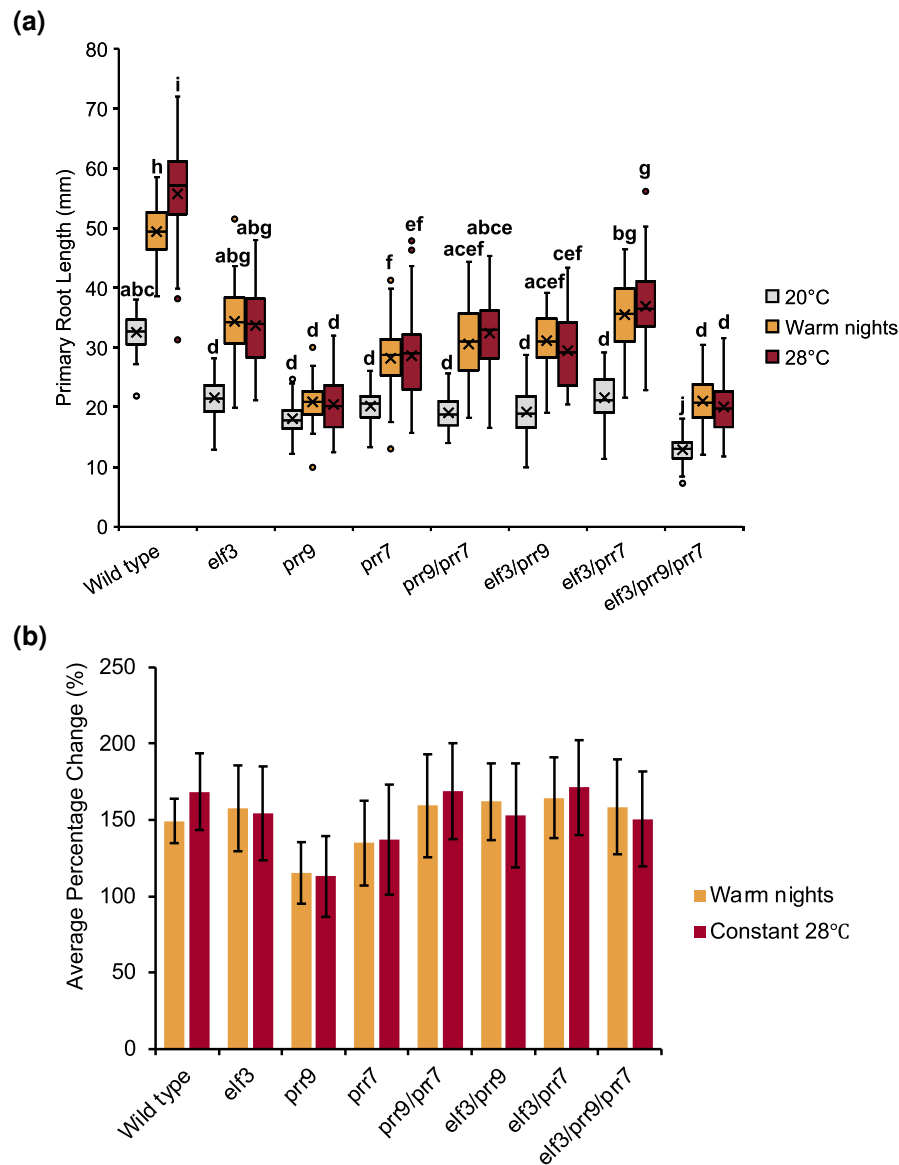 (a)
Primary Root Length (mm)
80
70
60
50
40
30
20
10
0
abc
h
i
d
abg
abg
d
d
d
d
f
ef
d
acef
abce
d
acef
cef
d
bg
g
j
d
d
20°C
Warm nights
28°C
Wild type
elf3
prr9
prr7
prr9/prr7
elf3/prr9
elf3/prr7
elf3/prr9/prr7
(b)
Average Percentage Change (%)
250
200
150
100
50
0
Warm nights
Constant 28°C
Wild type
elf3
prr9
prr7
prr9/prr7
elf3/prr9
elf3/prr7
elf3/prr9/prr7